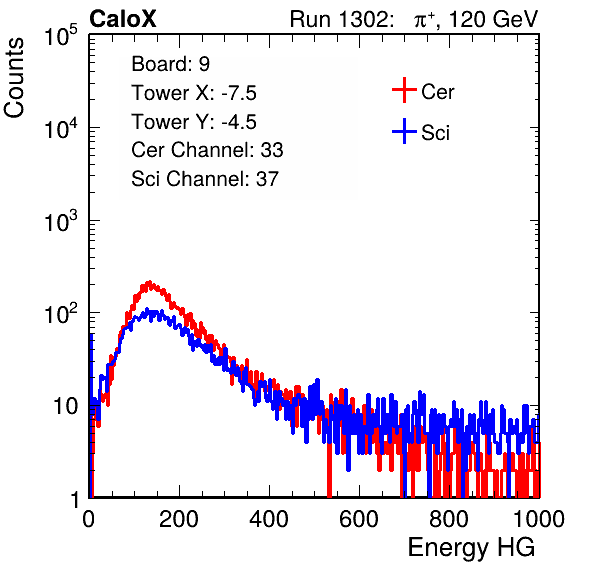 CaloX Run 1302: π⁺, 120 GeV
Counts
Board: 9
Tower X: -7.5
Tower Y: -4.5
Cer Channel: 33
Sci Channel: 37
Cer
Sci
10⁵
10⁴
10³
10²
10
1
0 200 400 600 800 1000
Energy HG